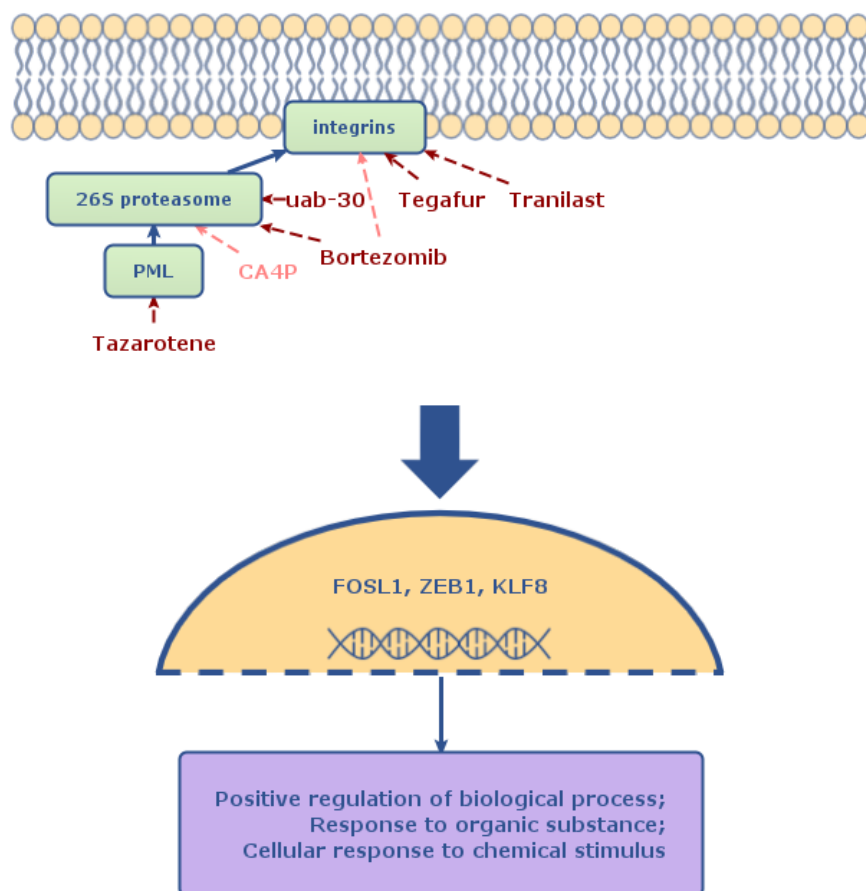 integrins
26S proteasome
uab-30
Tegafur
Tranilast
Bortezomib
CA4P
PML
Tazarotene
FOSL1, ZEB1, KLF8
Positive regulation of biological process;
Response to organic substance;
Cellular response to chemical stimulus